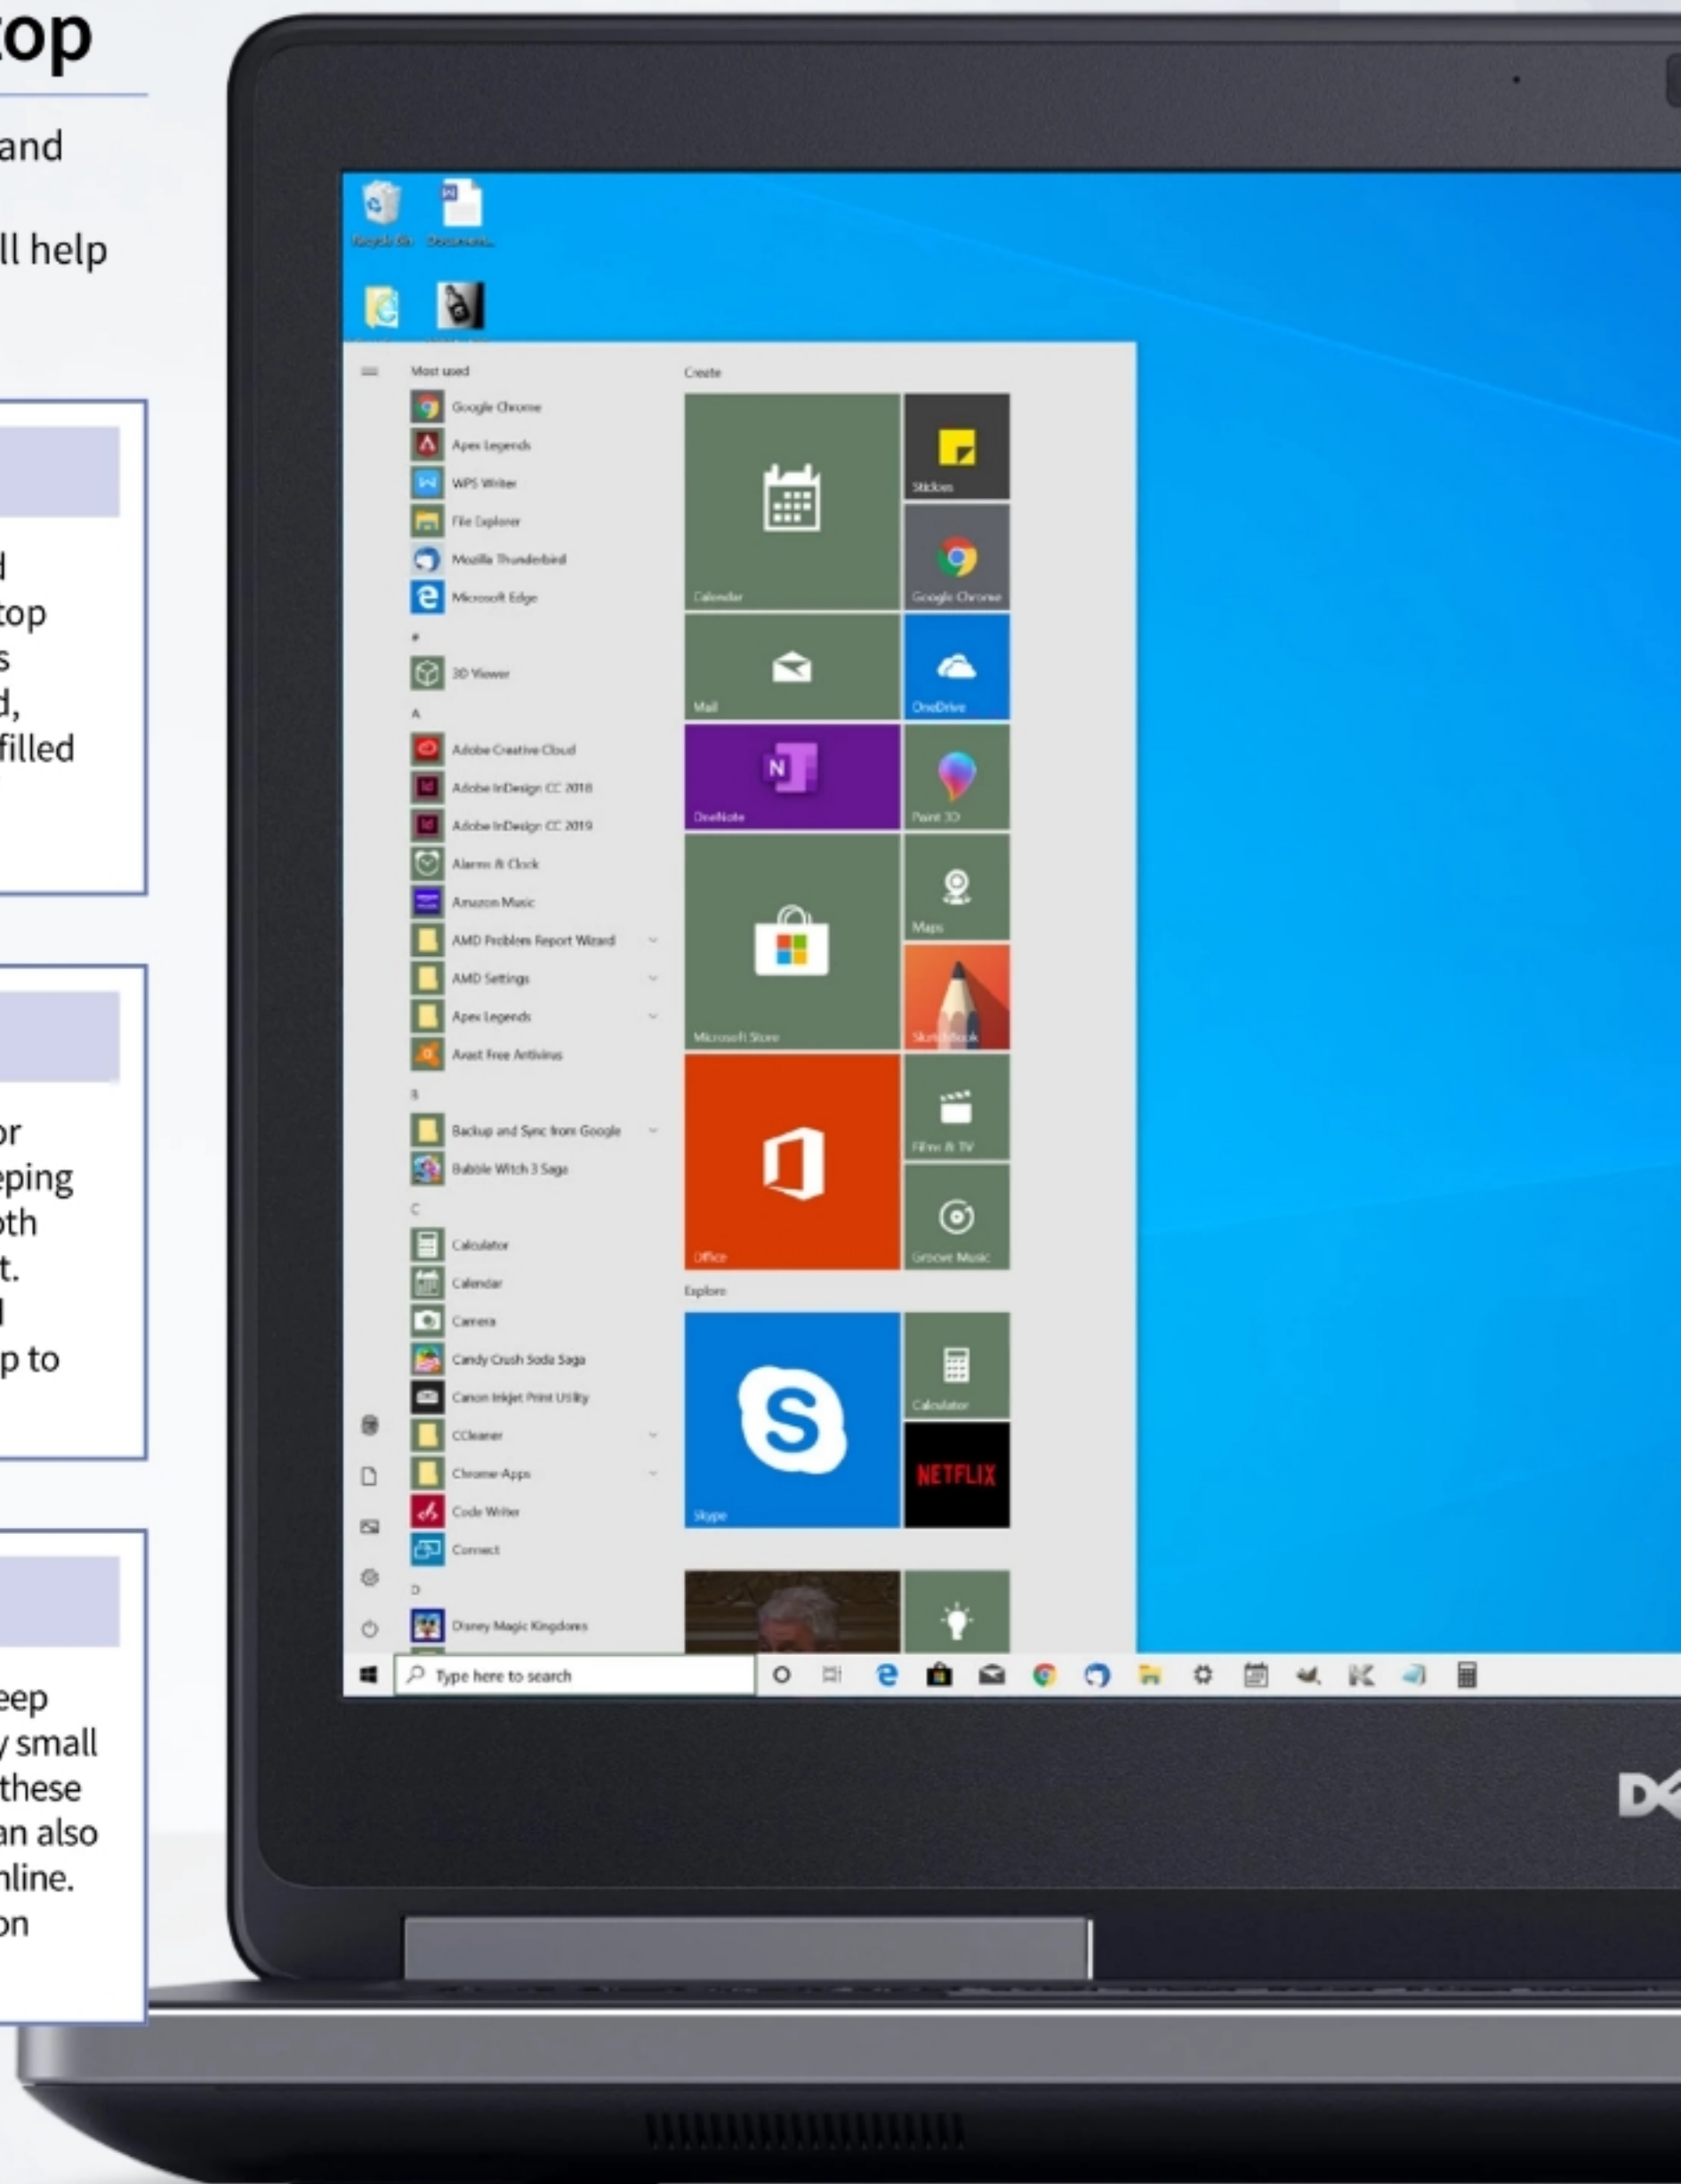 top
and
ll help
d
top
s
d,
filled
or
eping
oth
t.
l
p to
eep
y small
these
an also
nline.
on
Recycle Bin
Document...
Most used
Google Chrome
Apex Legends
WPS Writer
File Explorer
Mozilla Thunderbird
Microsoft Edge
#
3D Viewer
A
Adobe Creative Cloud
Adobe InDesign CC 2018
Adobe InDesign CC 2019
Alarms & Clock
Amazon Music
AMD Problem Report Wizard
AMD Settings
Apex Legends
Avast Free Antivirus
B
Backup and Sync from Google
Bubble Witch 3 Saga
C
Calculator
Calendar
Camera
Candy Crush Soda Saga
Canon Inkjet Print Utility
CCleaner
Chrome Apps
Code Writer
Connect
D
Disney Magic Kingdoms
Create
Calendar
Stickies
Google Chrome
Mail
OneDrive
N
OneNote
Paint 3D
Maps
Microsoft Store
SketchBook
Films & TV
Office
Groove Music
Explore
S
Skype
Calculator
NETFLIX
Type here to search
DE